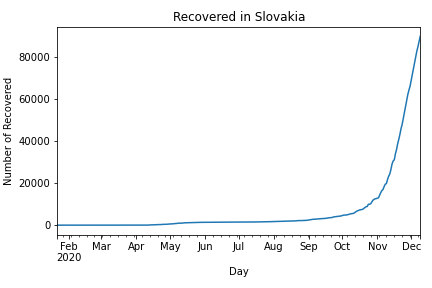 Recovered in Slovakia
Number of Recovered
80000
60000
40000
20000
0
Feb Mar Apr May Jun Jul Aug Sep Oct Nov Dec
2020
Day